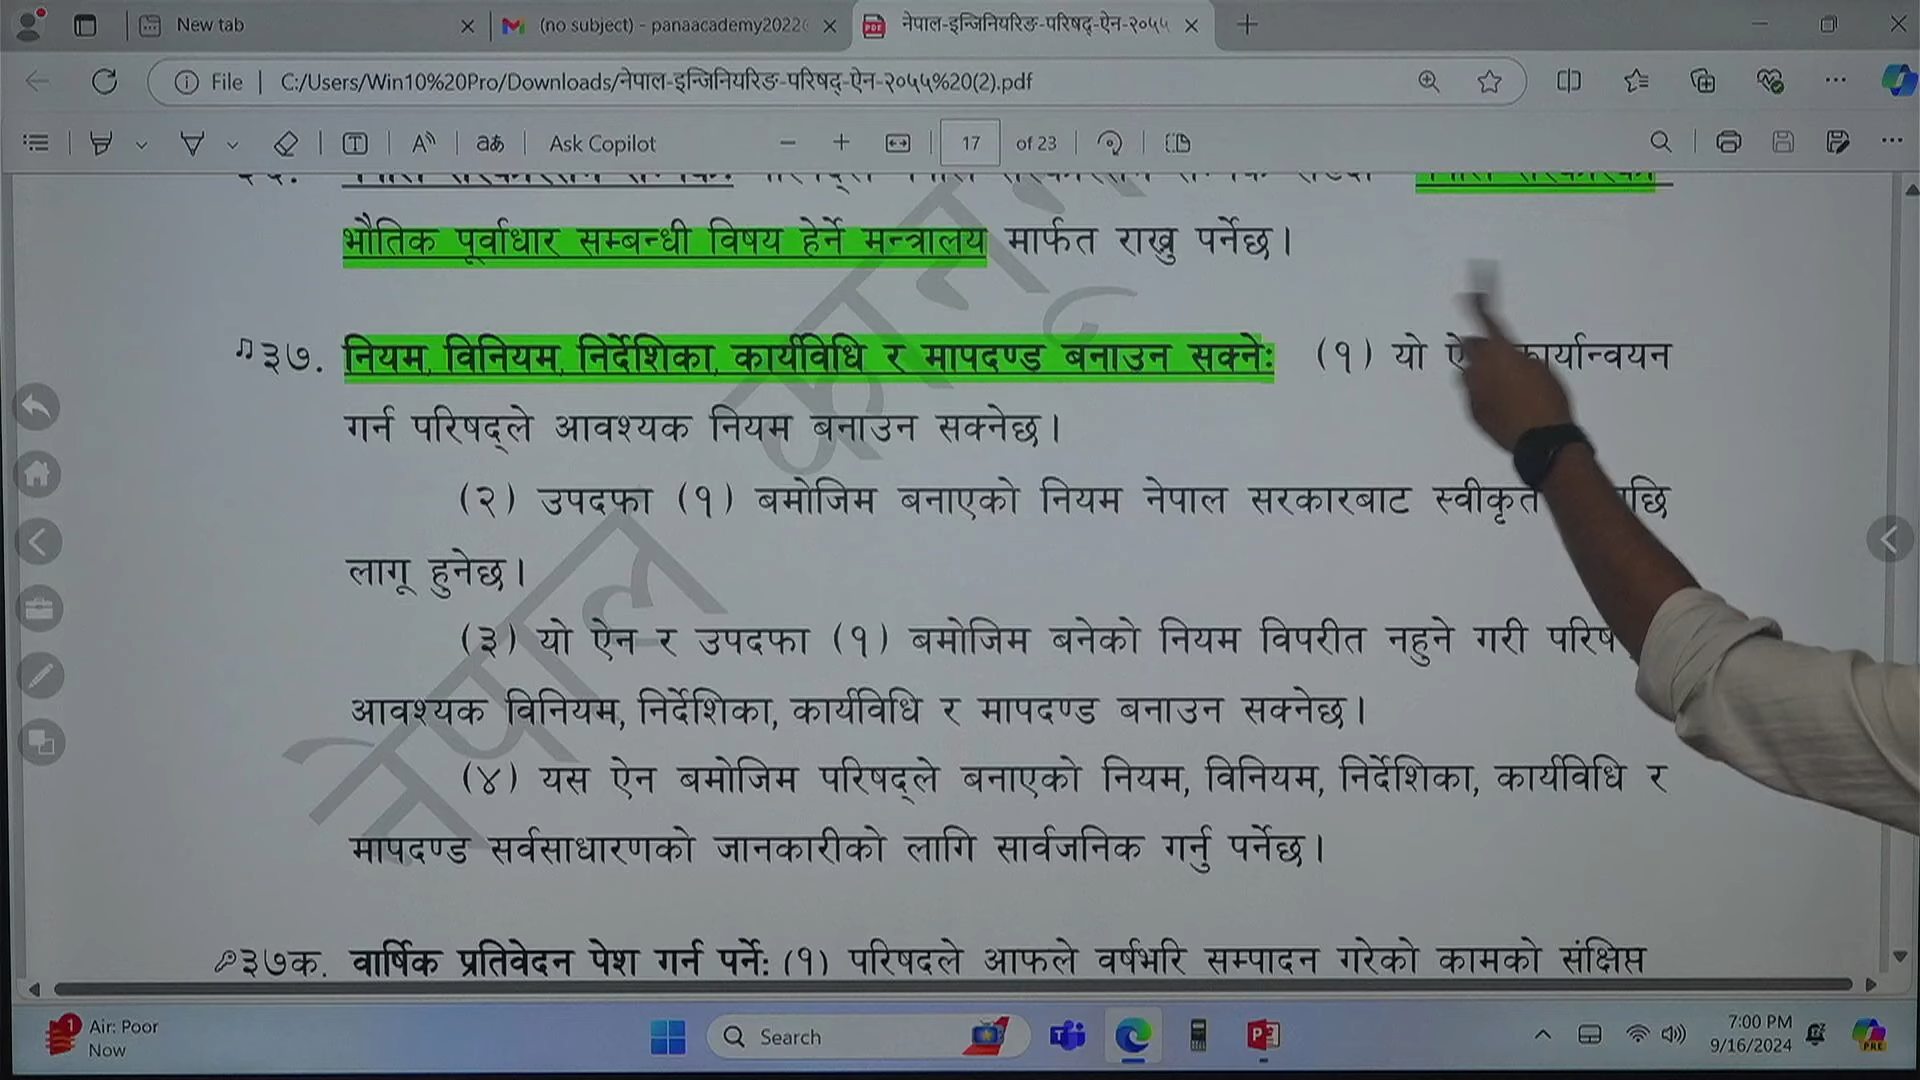 New tab
(no subject) - panaacademy2022
नेपाल-इन्जिनियरिङ-परिषद्-ऐन-२०५५
File | C:/Users/Win10%20Pro/Downloads/नेपाल-इन्जिनियरिङ-परिषद्-ऐन-२०५५%20(2).pdf
Ask Copilot
17 of 23
भौतिक पूर्वाधार सम्बन्धी विषय हेर्ने मन्त्रालय मार्फत राख्नु पर्नेछ।
३७. नियम, विनियम, निर्देशिका, कार्यविधि र मापदण्ड बनाउन सक्नेः (१) यो
गर्न परिषद्ले आवश्यक नियम बनाउन सक्नेछ।
(२) उपदफा (१) बमोजिम बनाएको नियम नेपाल सरकारबाट स्वीकृत
लागू हुनेछ।
(३) यो ऐन र उपदफा (१) बमोजिम बनेको नियम विपरीत नहुने गरी
आवश्यक विनियम, निर्देशिका, कार्यविधि र मापदण्ड बनाउन सक्नेछ।
(४) यस ऐन बमोजिम परिषद्ले बनाएको नियम, विनियम, निर्देशिका, कार्यविधि र
मापदण्ड सर्वसाधारणको जानकारीको लागि सार्वजनिक गर्नु पर्नेछ।
३७क. वार्षिक प्रतिवेदन पेश गर्न पर्नेः (१) परिषदले आफले वर्षभरि सम्पादन गरेको कामको संक्षिप्त
नेपाल कानू
Air: Poor
Now
Search
7:00 PM
9/16/2024